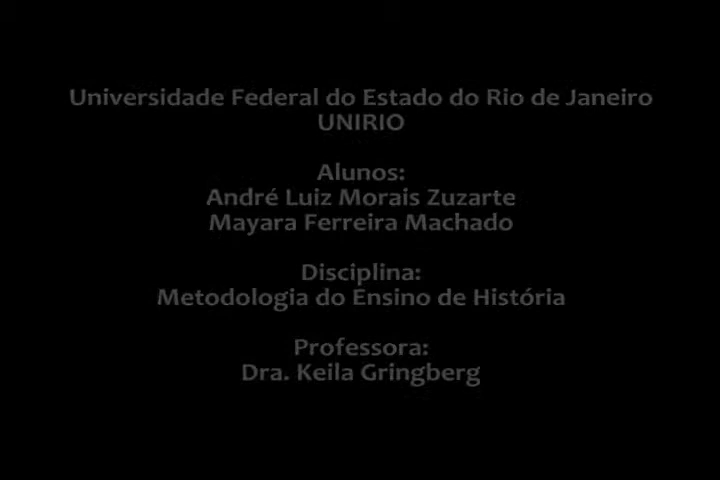 Universidade Federal do Estado do Rio de Janeiro
UNIRIO
Alunos:
André Luiz Morais Zuzarte
Mayara Ferreira Machado
Disciplina:
Metodologia do Ensino de História
Professora:
Dra. Keila Gringberg